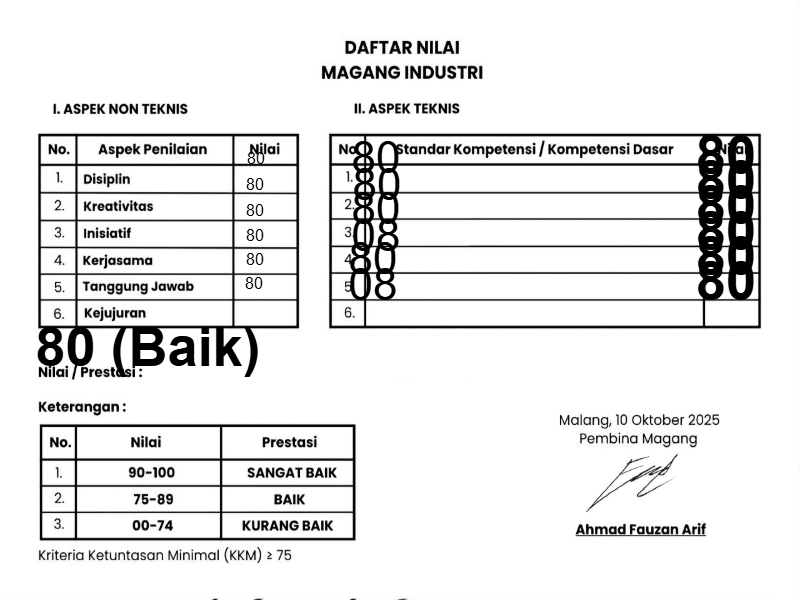 DAFTAR NILAI
MAGANG INDUSTRI
I. ASPEK NON TEKNIS
No. Aspek Penilaian Nilai
80
1. Disiplin 80
2. Kreativitas 80
3. Inisiatif 80
4. Kerjasama 80
5. Tanggung Jawab 80
6. Kejujuran
80 (Baik)
Nilai / Prestasi :
II. ASPEK TEKNIS
No. Standar Kompetensi / Kompetensi Dasar Nilai
80 80
1. 80 80
2. 80 80
3. 08 80
4. 80 80
5. 08 80
6.
Keterangan :
No. Nilai Prestasi
1. 90-100 SANGAT BAIK
2. 75-89 BAIK
3. 00-74 KURANG BAIK
Kriteria Ketuntasan Minimal (KKM) ≥ 75
Malang, 10 Oktober 2025
Pembina Magang
Ahmad Fauzan Arif